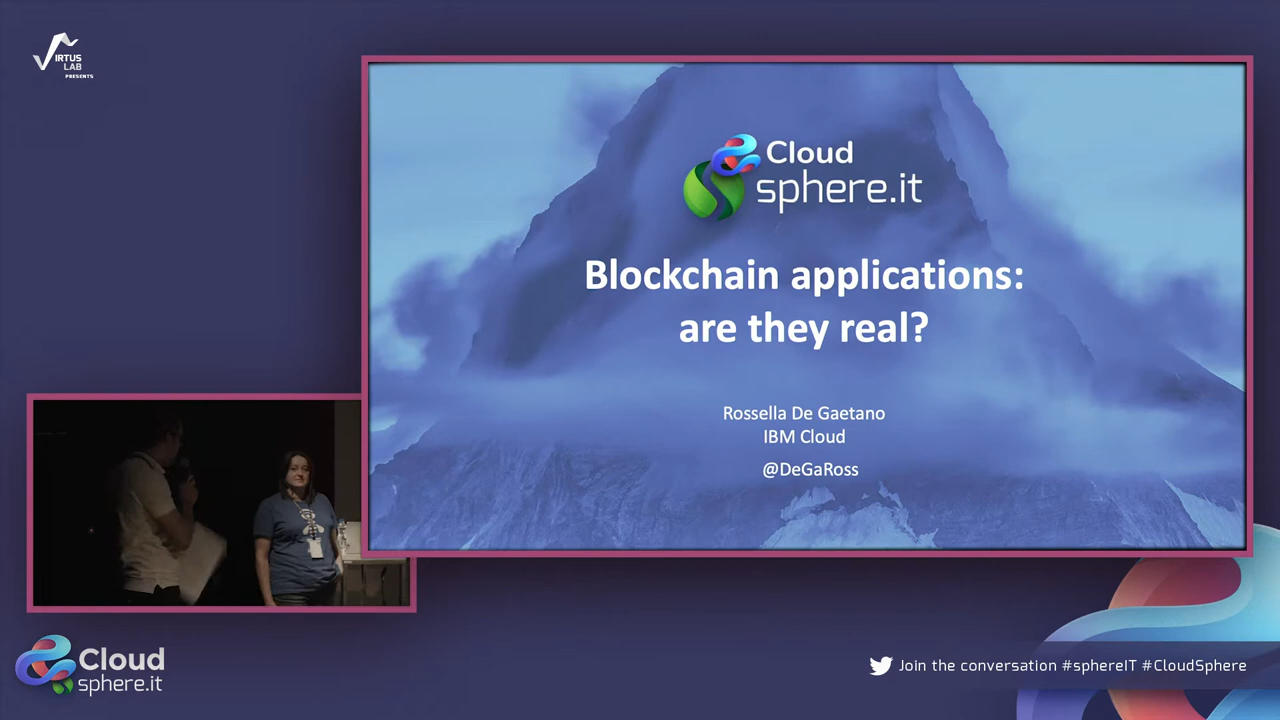 VIRTUS
LAB
PRESENTS
Cloud
sphere.it
Blockchain applications:
are they real?
Rossella De Gaetano
IBM Cloud
@DeGaRoss
Cloud
sphere.it
Join the conversation #sphereIT #CloudSphere